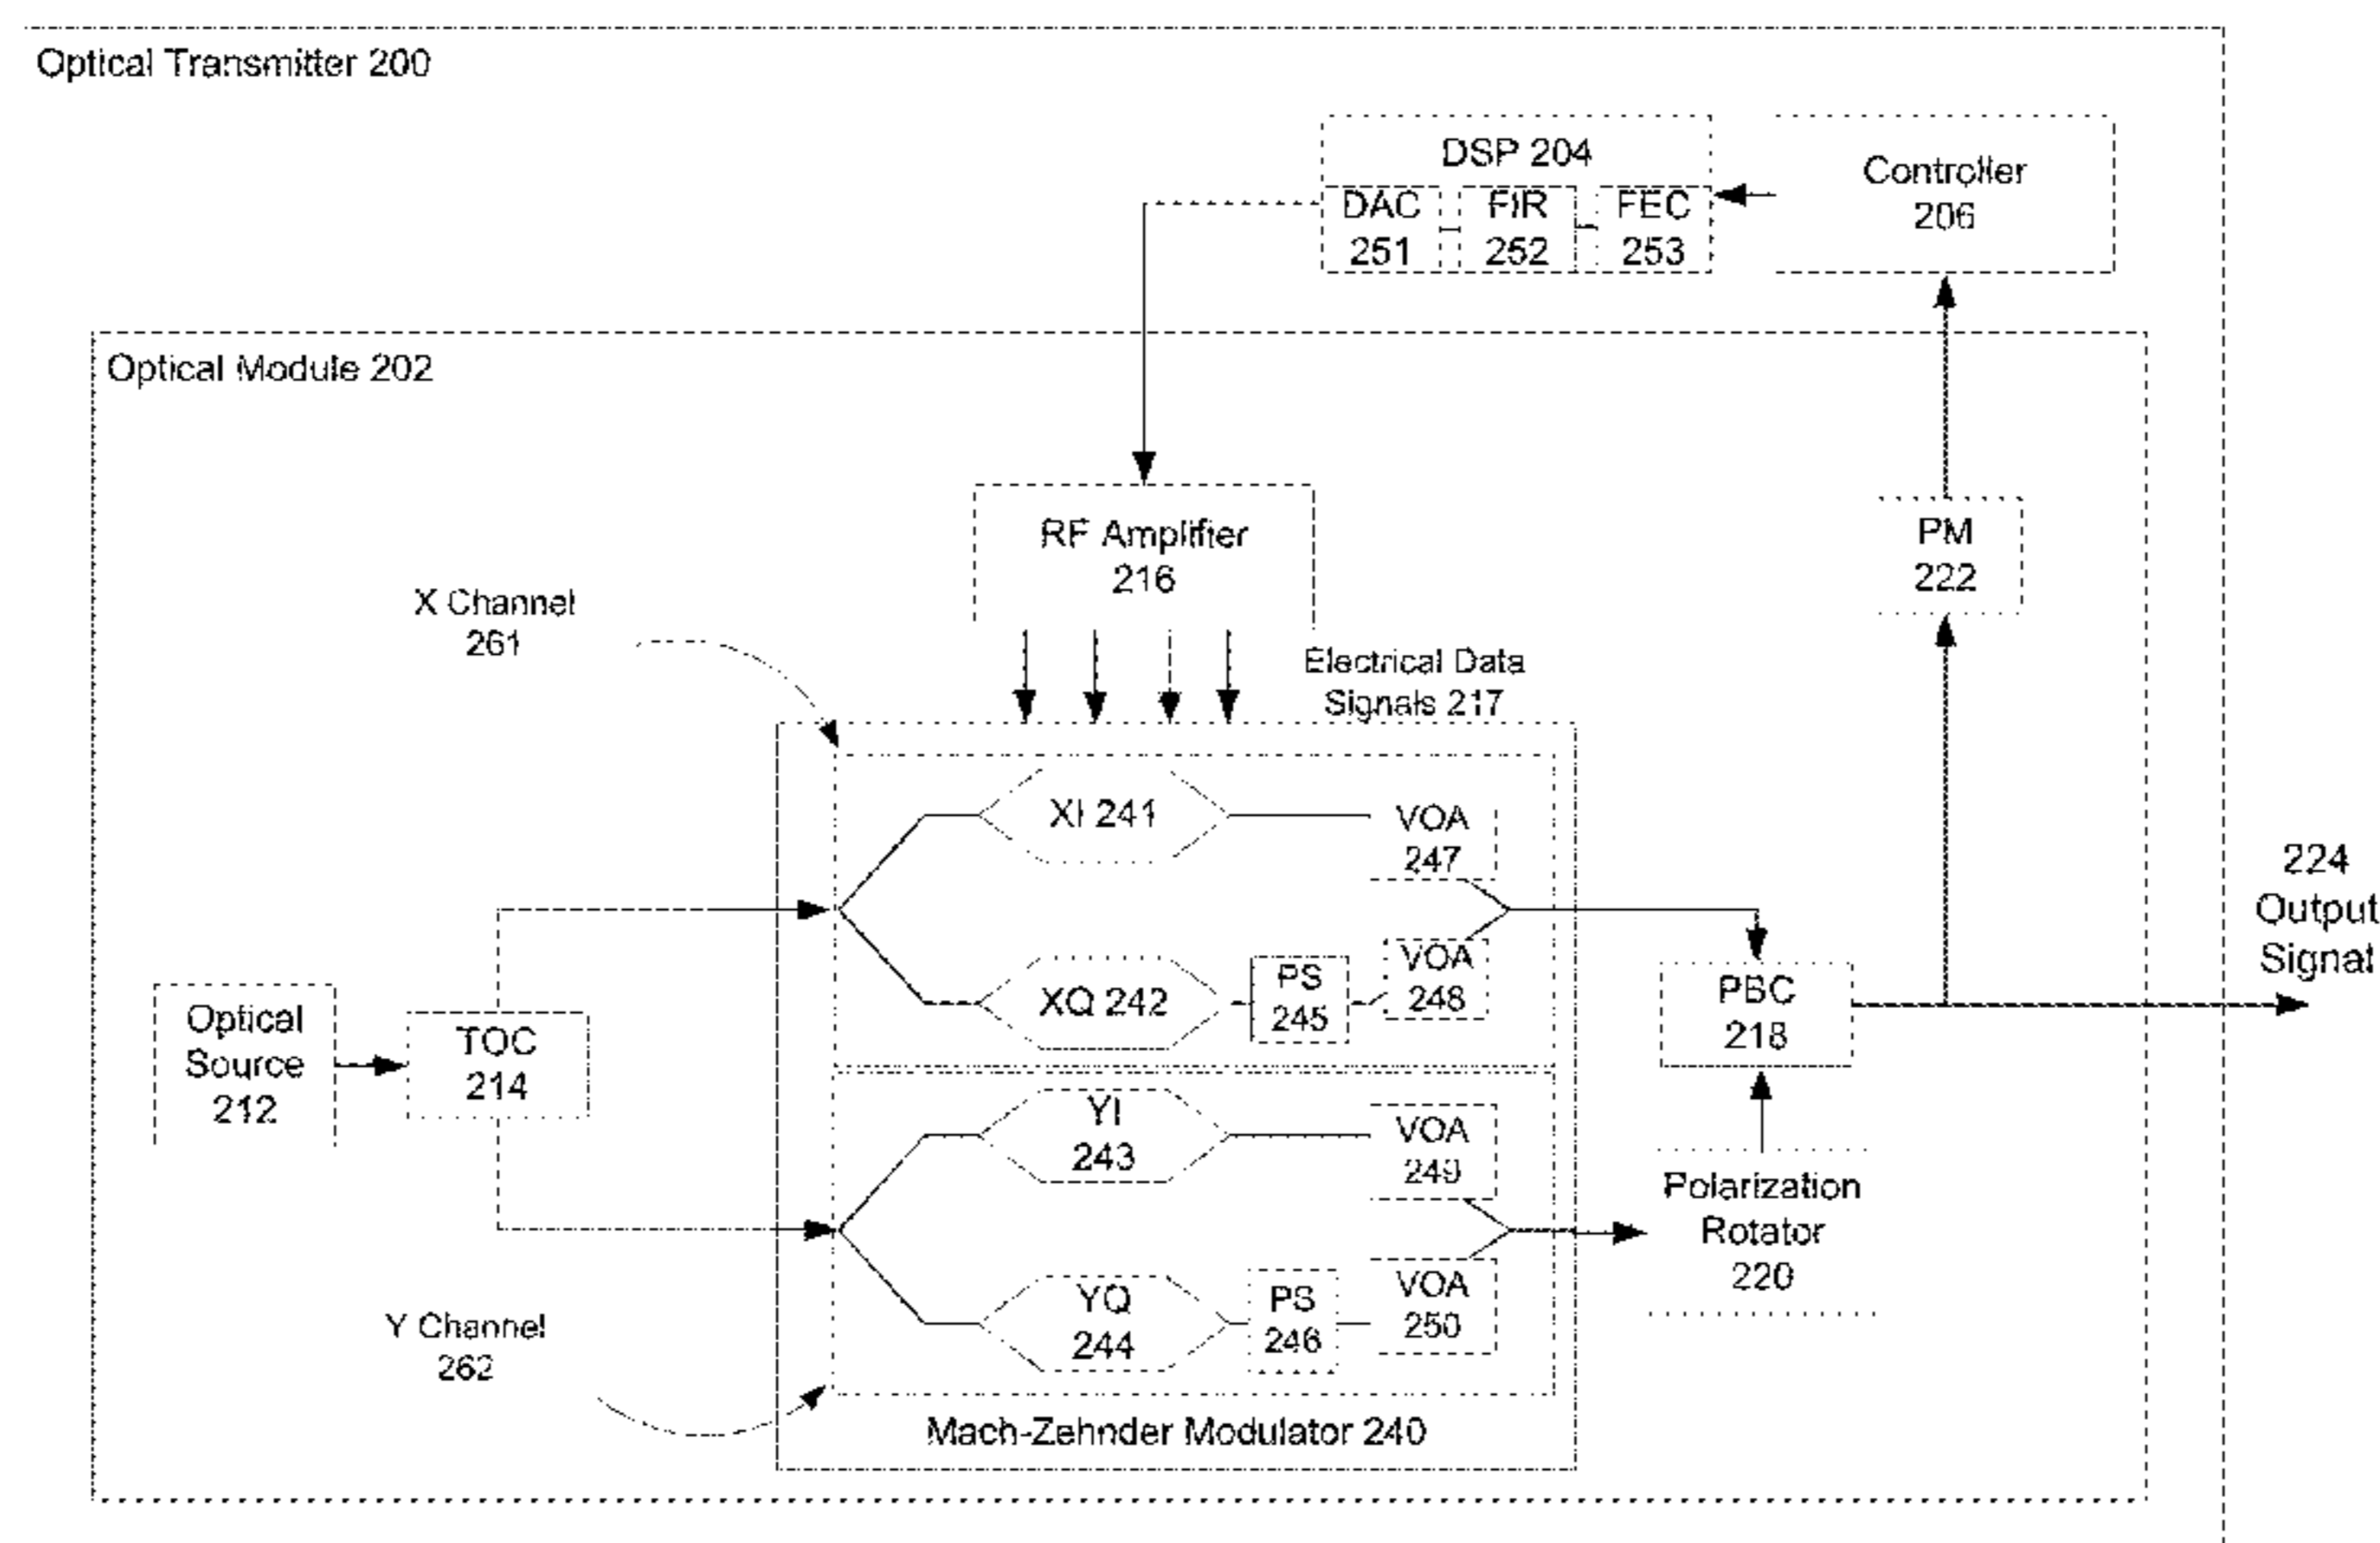 Optical Transmitter 200
DSP 204
DAC
251
FIR
252
FEC
253
Controller
206
Optical Module 202
RF Amplifier
216
PM
222
X Channel
261
Electrical Data
Signals 217
XI 241
VOA
247
XQ 242
PS
245
VOA
248
224
Output
Signal
Optical
Source
212
TOC
214
PBC
218
YI
243
VOA
249
Polarization
Rotator
220
YQ
244
PS
246
VOA
250
Y Channel
262
Mach-Zehnder Modulator 240